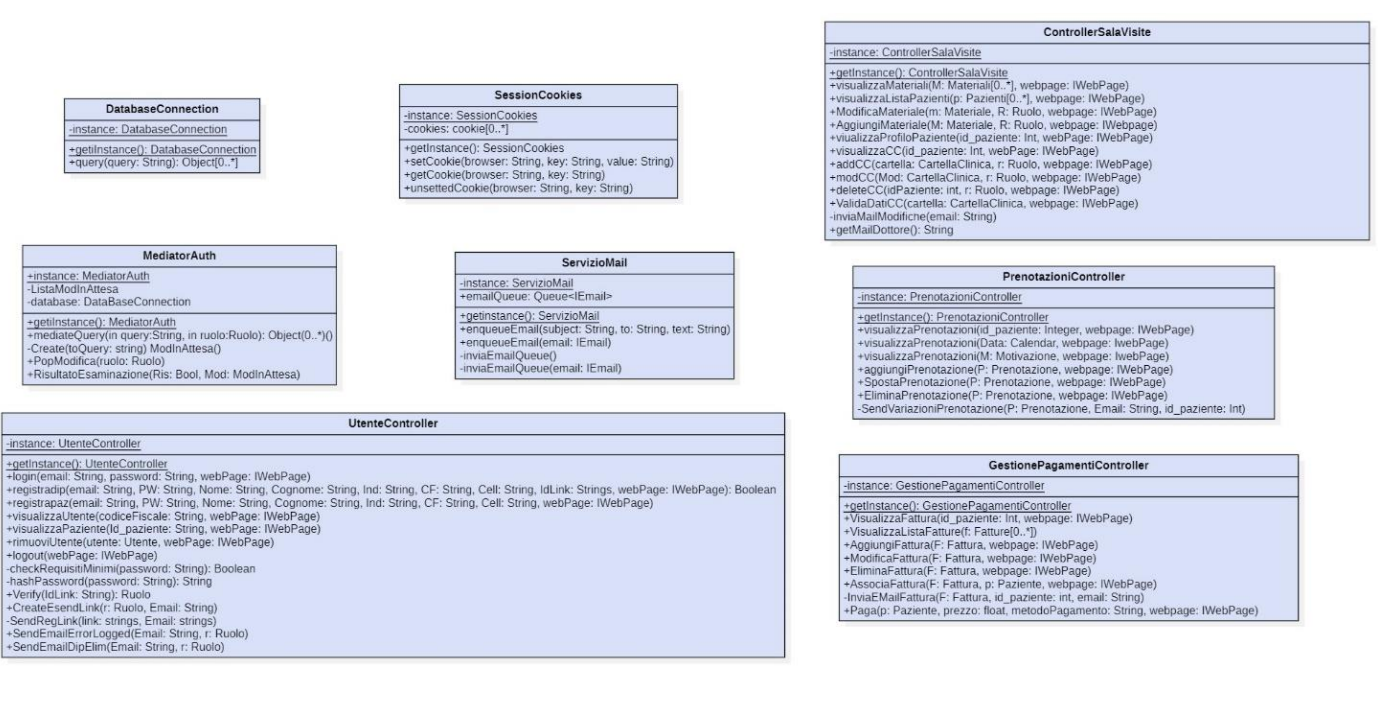 DatabaseConnection
-instance: DatabaseConnection
+getiInstance(): DatabaseConnection
+query(query: String): Object[0..*]
SessionCookies
-instance: SessionCookies
-cookies: cookie[0..*]
+getInstance(): SessionCookies
+setCookie(browser: String, key: String, value: String)
+getCookie(browser: String, key: String)
+unsettedCookie(browser: String, key: String)
ControllerSalaVisite
-instance: ControllerSalaVisite
+getInstance(): ControllerSalaVisite
+visualizzaMateriali(M: Materiali[0..*], webpage: IWebPage)
+visualizzaListaPazienti(p: Pazienti[0..*], webpage: IWebPage)
+ModificaMateriale(m: Materiale, R: Ruolo, webpage: IWebPage)
+AggiungiMateriale(M: Materiale, R: Ruolo, webpage: IWebPage)
+viualizzaProfiloPaziente(id_paziente: Int, webpage: IWebPage)
+visualizzaCC(id_paziente: Int, webPage: IWebPage)
+addCC(cartella: CartellaClinica, r: Ruolo, webpage: IWebPage)
+modCC(Mod: CartellaClinica, r: Ruolo, webpage: IWebPage)
+deleteCC(idPaziente: int, r: Ruolo, webpage: IWebPage)
+ValidaDatiCC(cartella: CartellaClinica, webpage: IWebPage)
-inviaMailModifiche(email: String)
+getMailDottore(): String
MediatorAuth
+instance: MediatorAuth
-ListaModInAttesa
-database: DataBaseConnection
+getiInstance(): MediatorAuth
+mediateQuery(in query:String, in ruolo:Ruolo): Object(0..*)()
-Create(toQuery: string) ModInAttesa()
+PopModifica(ruolo: Ruolo)
+RisultatoEsaminazione(Ris: Bool, Mod: ModInAttesa)
ServizioMail
-instance: ServizioMail
+emailQueue: Queue<IEmail>
+getinstance(): ServizioMail
+enqueueEmail(subject: String, to: String, text: String)
+enqueueEmail(email: IEmail)
-inviaEmailQueue()
-inviaEmailQueue(email: IEmail)
PrenotazioniController
-instance: PrenotazioniController
+getInstance(): PrenotazioniController
+visualizzaPrenotazioni(id_paziente: Integer, webpage: IWebPage)
+visualizzaPrenotazioni(Data: Calendar, webpage: IwebPage)
+visualizzaPrenotazioni(M: Motivazione, webpage: IwebPage)
+aggiungiPrenotazione(P: Prenotazione, webpage: IWebPage)
+SpostaPrenotazione(P: Prenotazione, webpage: IWebPage)
+EliminaPrenotazione(P: Prenotazione, webpage: IWebPage)
-SendVariazioniPrenotazione(P: Prenotazione, Email: String, id_paziente: Int)
UtenteController
-instance: UtenteController
+getInstance(): UtenteController
+login(email: String, password: String, webPage: IWebPage)
+registradip(email: String, PW: String, Nome: String, Cognome: String, Ind: String, CF: String, Cell: String, IdLink: Strings, webPage: IWebPage): Boolean
+registrapaz(email: String, PW: String, Nome: String, Cognome: String, Ind: String, CF: String, Cell: String, webPage: IWebPage)
+visualizzaUtente(codiceFiscale: String, webPage: IWebPage)
+visualizzaPaziente(Id_paziente: String, webPage: IWebPage)
+rimuoviUtente(utente: Utente, webPage: IWebPage)
+logout(webPage: IWebPage)
-checkRequisitiMinimi(password: String): Boolean
-hashPassword(password: String): String
+Verify(IdLink: String): Ruolo
+CreateEsendLink(r: Ruolo, Email: String)
-SendRegLink(link: strings, Email: strings)
+SendEmailErrorLogged(Email: String, r: Ruolo)
+SendEmailDipElim(Email: String, r: Ruolo)
GestionePagamentiController
-instance: GestionePagamentiController
+getInstance(): GestionePagamentiController
+VisualizzaFattura(id_paziente: Int, webpage: IWebPage)
+VisualizzaListaFatture(f: Fatture[0..*])
+AggiungiFattura(F: Fattura, webpage: IWebPage)
+ModificaFattura(F: Fattura, webpage: IWebPage)
+EliminaFattura(F: Fattura, webpage: IWebPage)
+AssociaFattura(F: Fattura, p: Paziente, webpage: IWebPage)
-InviaEMailFattura(F: Fattura, id_paziente: int, email: String)
+Paga(p: Paziente, prezzo: float, metodoPagamento: String, webpage: IWebPage)